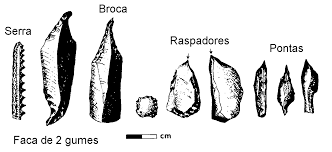 Broca
Serra
Raspadores
Pontas
Faca de 2 gumes
cm